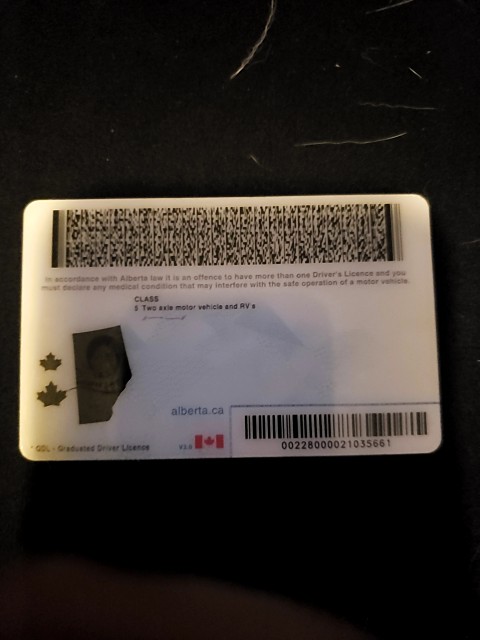 In accordance with Alberta law it is an offence to have more than one Driver's Licence and you
must declare any medical condition that may interfere with the safe operation of a motor vehicle.
CLASS
5 Two axle motor vehicle and RV's
alberta.ca
00228000021035661
* GDL - Graduated Driver Licence